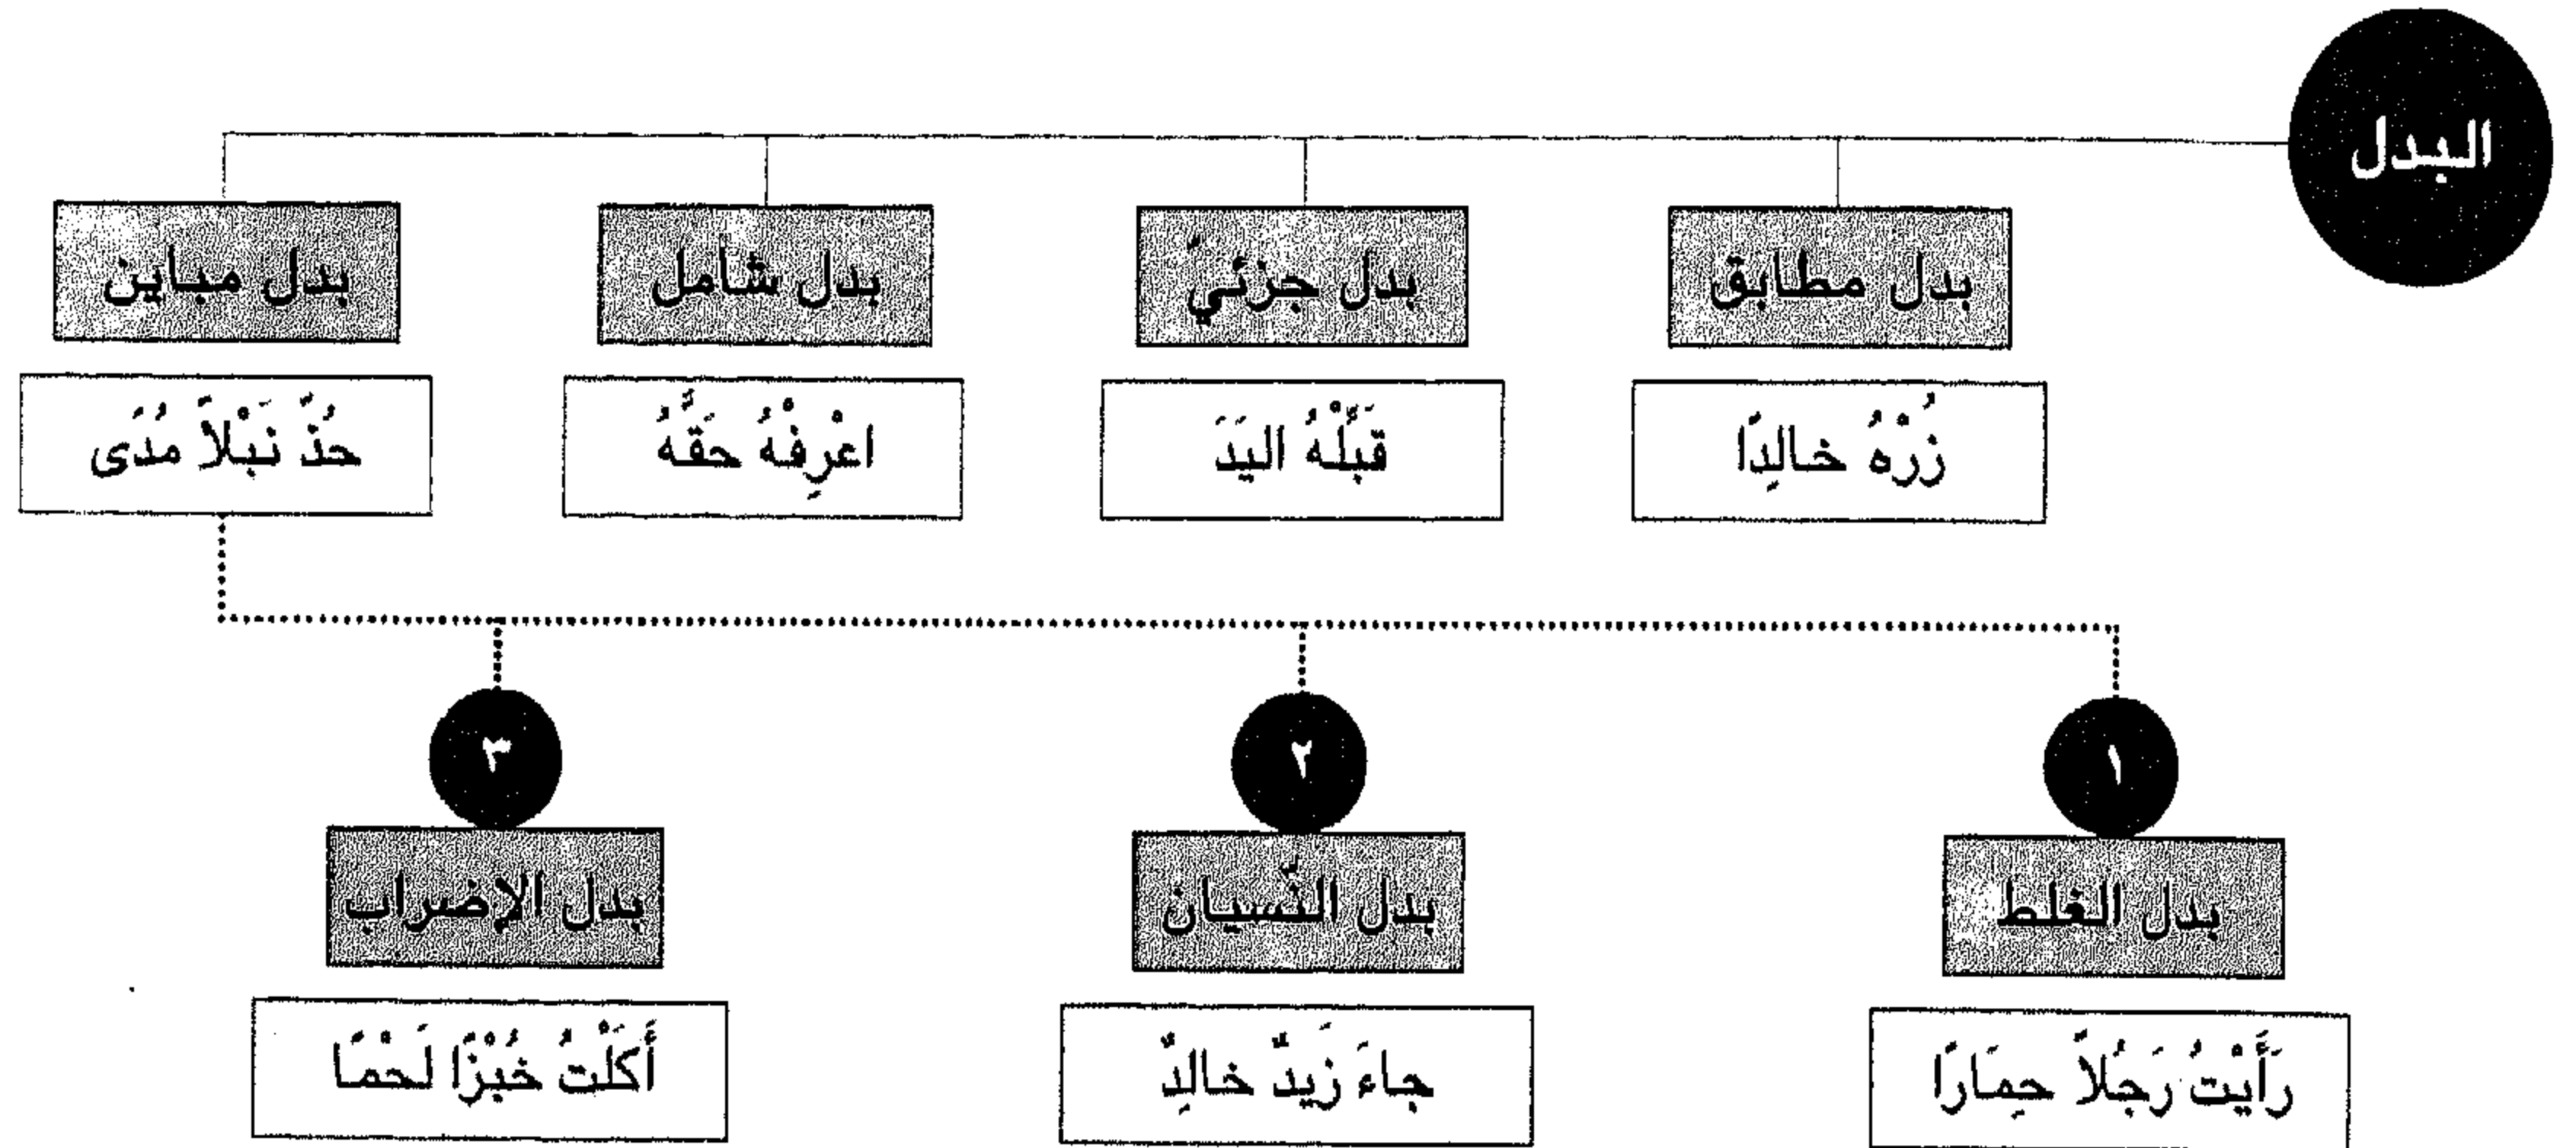 البدل
بدل مطابق
بدل جزئيّ
بدل شامل
بدل مباين
زُرْهُ خالِدًا
قَبِّلْهُ اليَدَ
اعْرِفْهُ حَقَّهُ
حُذَّ نَبْلاً مُدًى
١
٢
٣
بدل الغلط
بدل النّسيان
بدل الإضراب
رَأَيْتُ رَجُلاً حِمَارًا
جاءَ زَيدٌ خالِدٌ
أَكَلْتُ خُبْزًا لَحْمًا